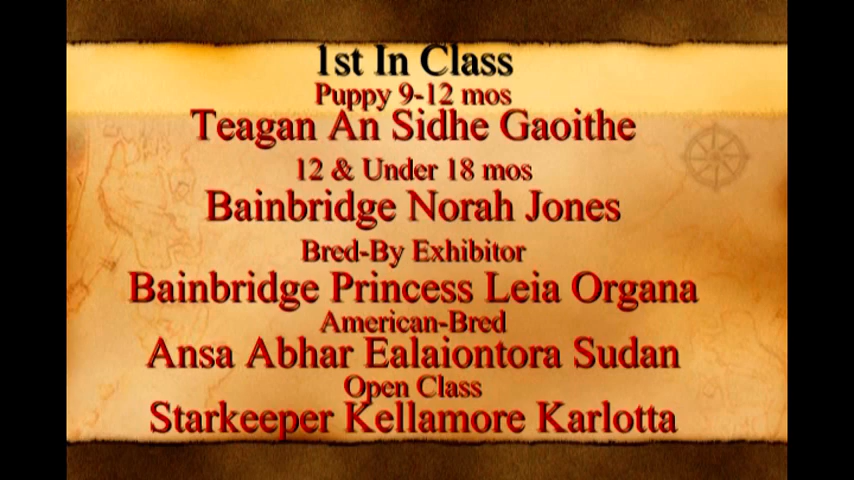 1st In Class
Puppy 9-12 mos
Teagan An Sidhe Gaoithe
12 & Under 18 mos
Bainbridge Norah Jones
Bred-By Exhibitor
Bainbridge Princess Leia Organa
American-Bred
Ansa Abhar Ealaiontora Sudan
Open Class
Starkeeper Kellamore Karlotta